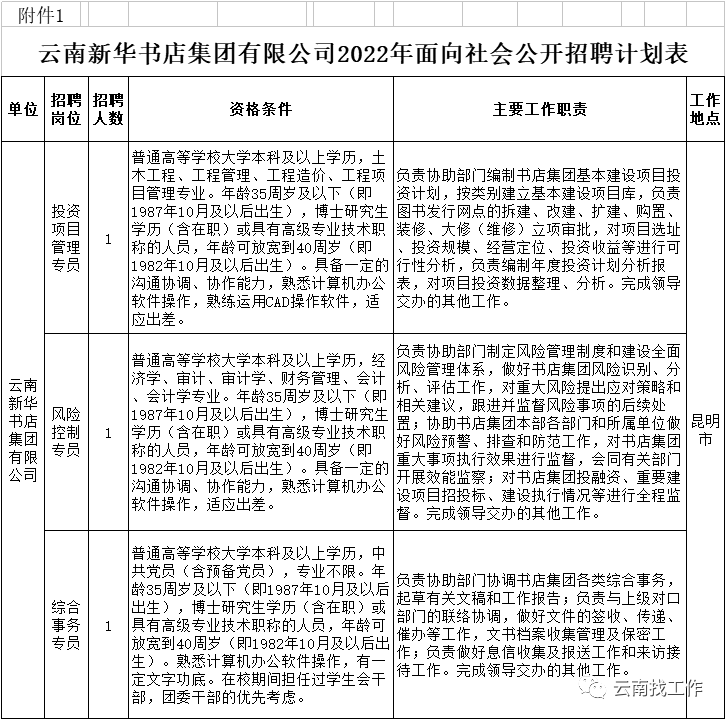 附件1
云南新华书店集团有限公司2022年面向社会公开招聘计划表
单位
招聘
岗位
招聘
人数
资格条件
主要工作职责
工作
地点
云南
新华
书店
集团
有限
公司
投资
项目
管理
专员
1
普通高等学校大学本科及以上学历，土
木工程、工程管理、工程造价、工程项
目管理专业。年龄35周岁及以下（即
1987年10月及以后出生），博士研究生
学历（含在职）或具有高级专业技术职
称的人员，年龄可放宽到40周岁（即
1982年10月及以后出生）。具备一定的
沟通协调、协作能力，熟悉计算机办公
软件操作，熟练运用CAD操作软件，适
应出差。
负责协助部门编制书店集团基本建设项目投
资计划，按类别建立基本建设项目库，负责
图书发行网点的拆建、改建、扩建、购置、
装修、大修（维修）立项审批，对项目选址
、投资规模、经营定位、投资收益等进行可
行性分析，负责编制年度投资计划分析报
表，对项目投资数据整理、分析。完成领导
交办的其他工作。
昆明
市
风险
控制
专员
1
普通高等学校大学本科及以上学历，经
济学、审计、审计学、财务管理、会计
、会计学专业。年龄35周岁及以下（即
1987年10月及以后出生），博士研究生
学历（含在职）或具有高级专业技术职
称的人员，年龄可放宽到40周岁（即
1982年10月及以后出生）。具备一定的
沟通协调、协作能力，熟悉计算机办公
软件操作，适应出差。
负责协助部门制定风险管理制度和建设全面
风险管理体系，做好书店集团风险识别、分
析、评估工作，对重大风险提出应对策略和
相关建议，跟进并监督风险事项的后续处
置；协助书店集团本部各部门和所属单位做
好风险预警、排查和防范工作，对书店集团
重大事项执行效果进行监督，会同有关部门
开展效能监察；对书店集团投融资、重要建
设项目招投标、建设执行情况等进行全程监
督。完成领导交办的其他工作。
综合
事务
专员
1
普通高等学校大学本科及以上学历，中
共党员（含预备党员），专业不限。年
龄35周岁及以下（即1987年10月及以后
出生），博士研究生学历（含在职）或
具有高级专业技术职称的人员，年龄可
放宽到40周岁（即1982年10月及以后出
生）。熟悉计算机办公软件操作，有一
定文字功底。在校期间担任过学生会干
部，团委干部的优先考虑。
负责协助部门协调书店集团各类综合事务，
起草有关文稿和工作报告；负责与上级对口
部门的联络协调，做好文件的签收、传递、
催办等工作，文书档案收集管理及保密工
作；负责做好息信收集及报送工作和来访接
待工作。完成领导交办的其他工作。
云南找工作